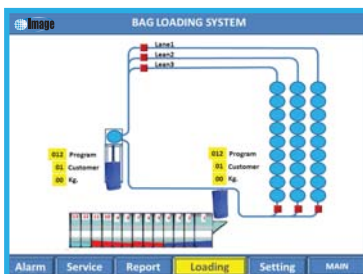 Image
BAG LOADING SYSTEM
Lane1
Lean2
Lean3
012 Program
01 Customer
00 Kg.
012 Program
01 Customer
00 Kg.
Alarm Service Report Loading Setting MAIN